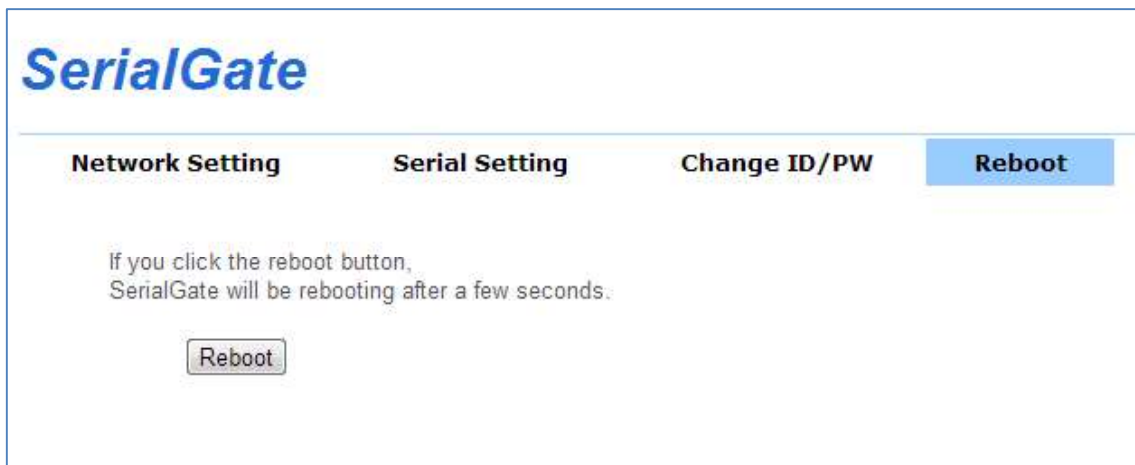 SerialGate
Network Setting Serial Setting Change ID/PW Reboot
If you click the reboot button,
SerialGate will be rebooting after a few seconds.
Reboot